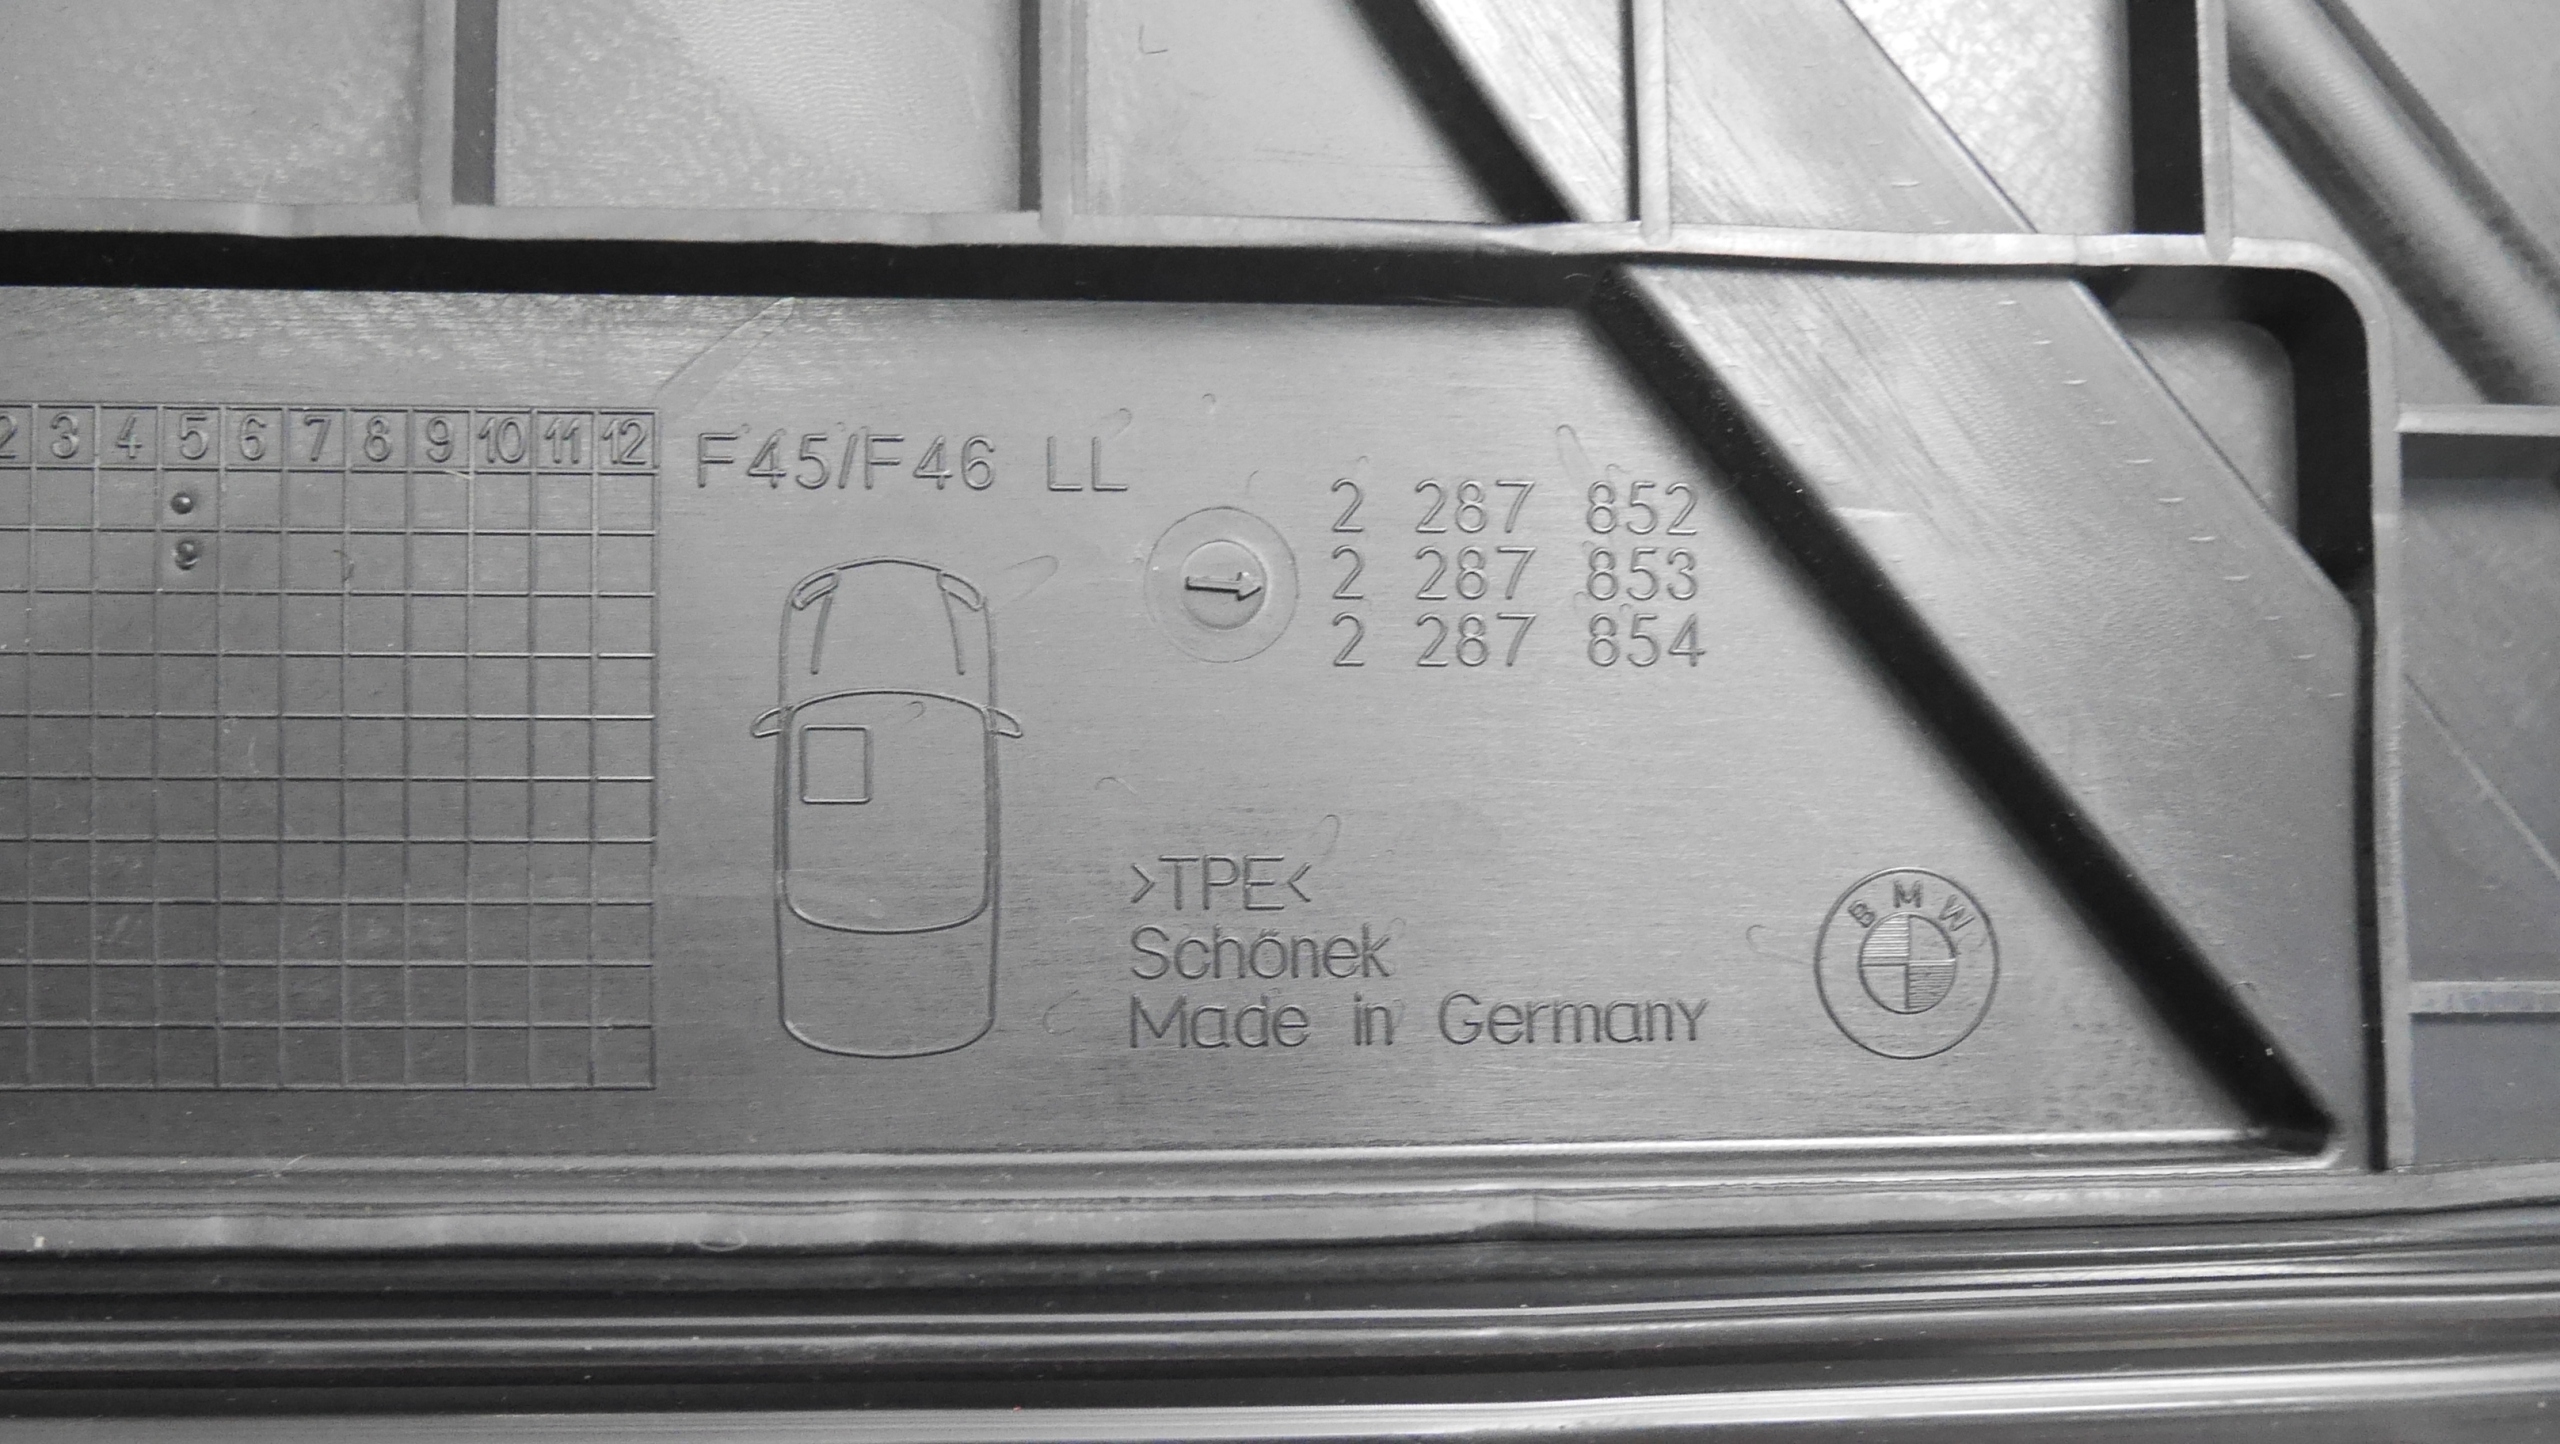 2 3 4 5 6 7 8 9 10 11 12
F45/F46 LL
2 287 852
2 287 853
2 287 854
>TPE<
Schönek
Made in Germany
BMW